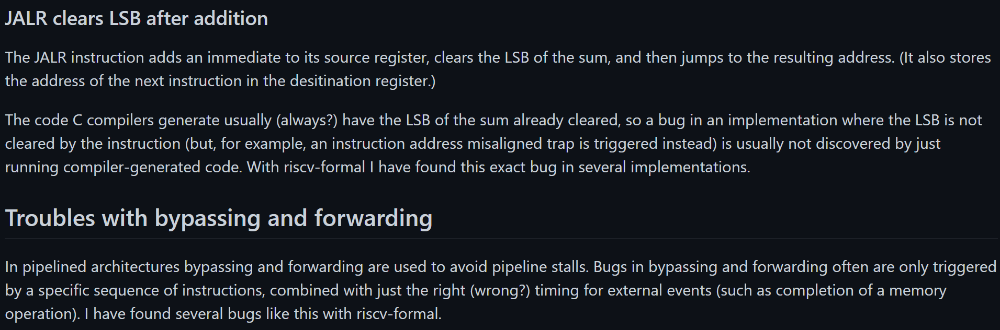 JALR clears LSB after addition
The JALR instruction adds an immediate to its source register, clears the LSB of the sum, and then jumps to the resulting address. (It also stores
the address of the next instruction in the desitination register.)
The code C compilers generate usually (always?) have the LSB of the sum already cleared, so a bug in an implementation where the LSB is not
cleared by the instruction (but, for example, an instruction address misaligned trap is triggered instead) is usually not discovered by just
running compiler-generated code. With riscv-formal I have found this exact bug in several implementations.
Troubles with bypassing and forwarding
In pipelined architectures bypassing and forwarding are used to avoid pipeline stalls. Bugs in bypassing and forwarding often are only triggered
by a specific sequence of instructions, combined with just the right (wrong?) timing for external events (such as completion of a memory
operation). I have found several bugs like this with riscv-formal.